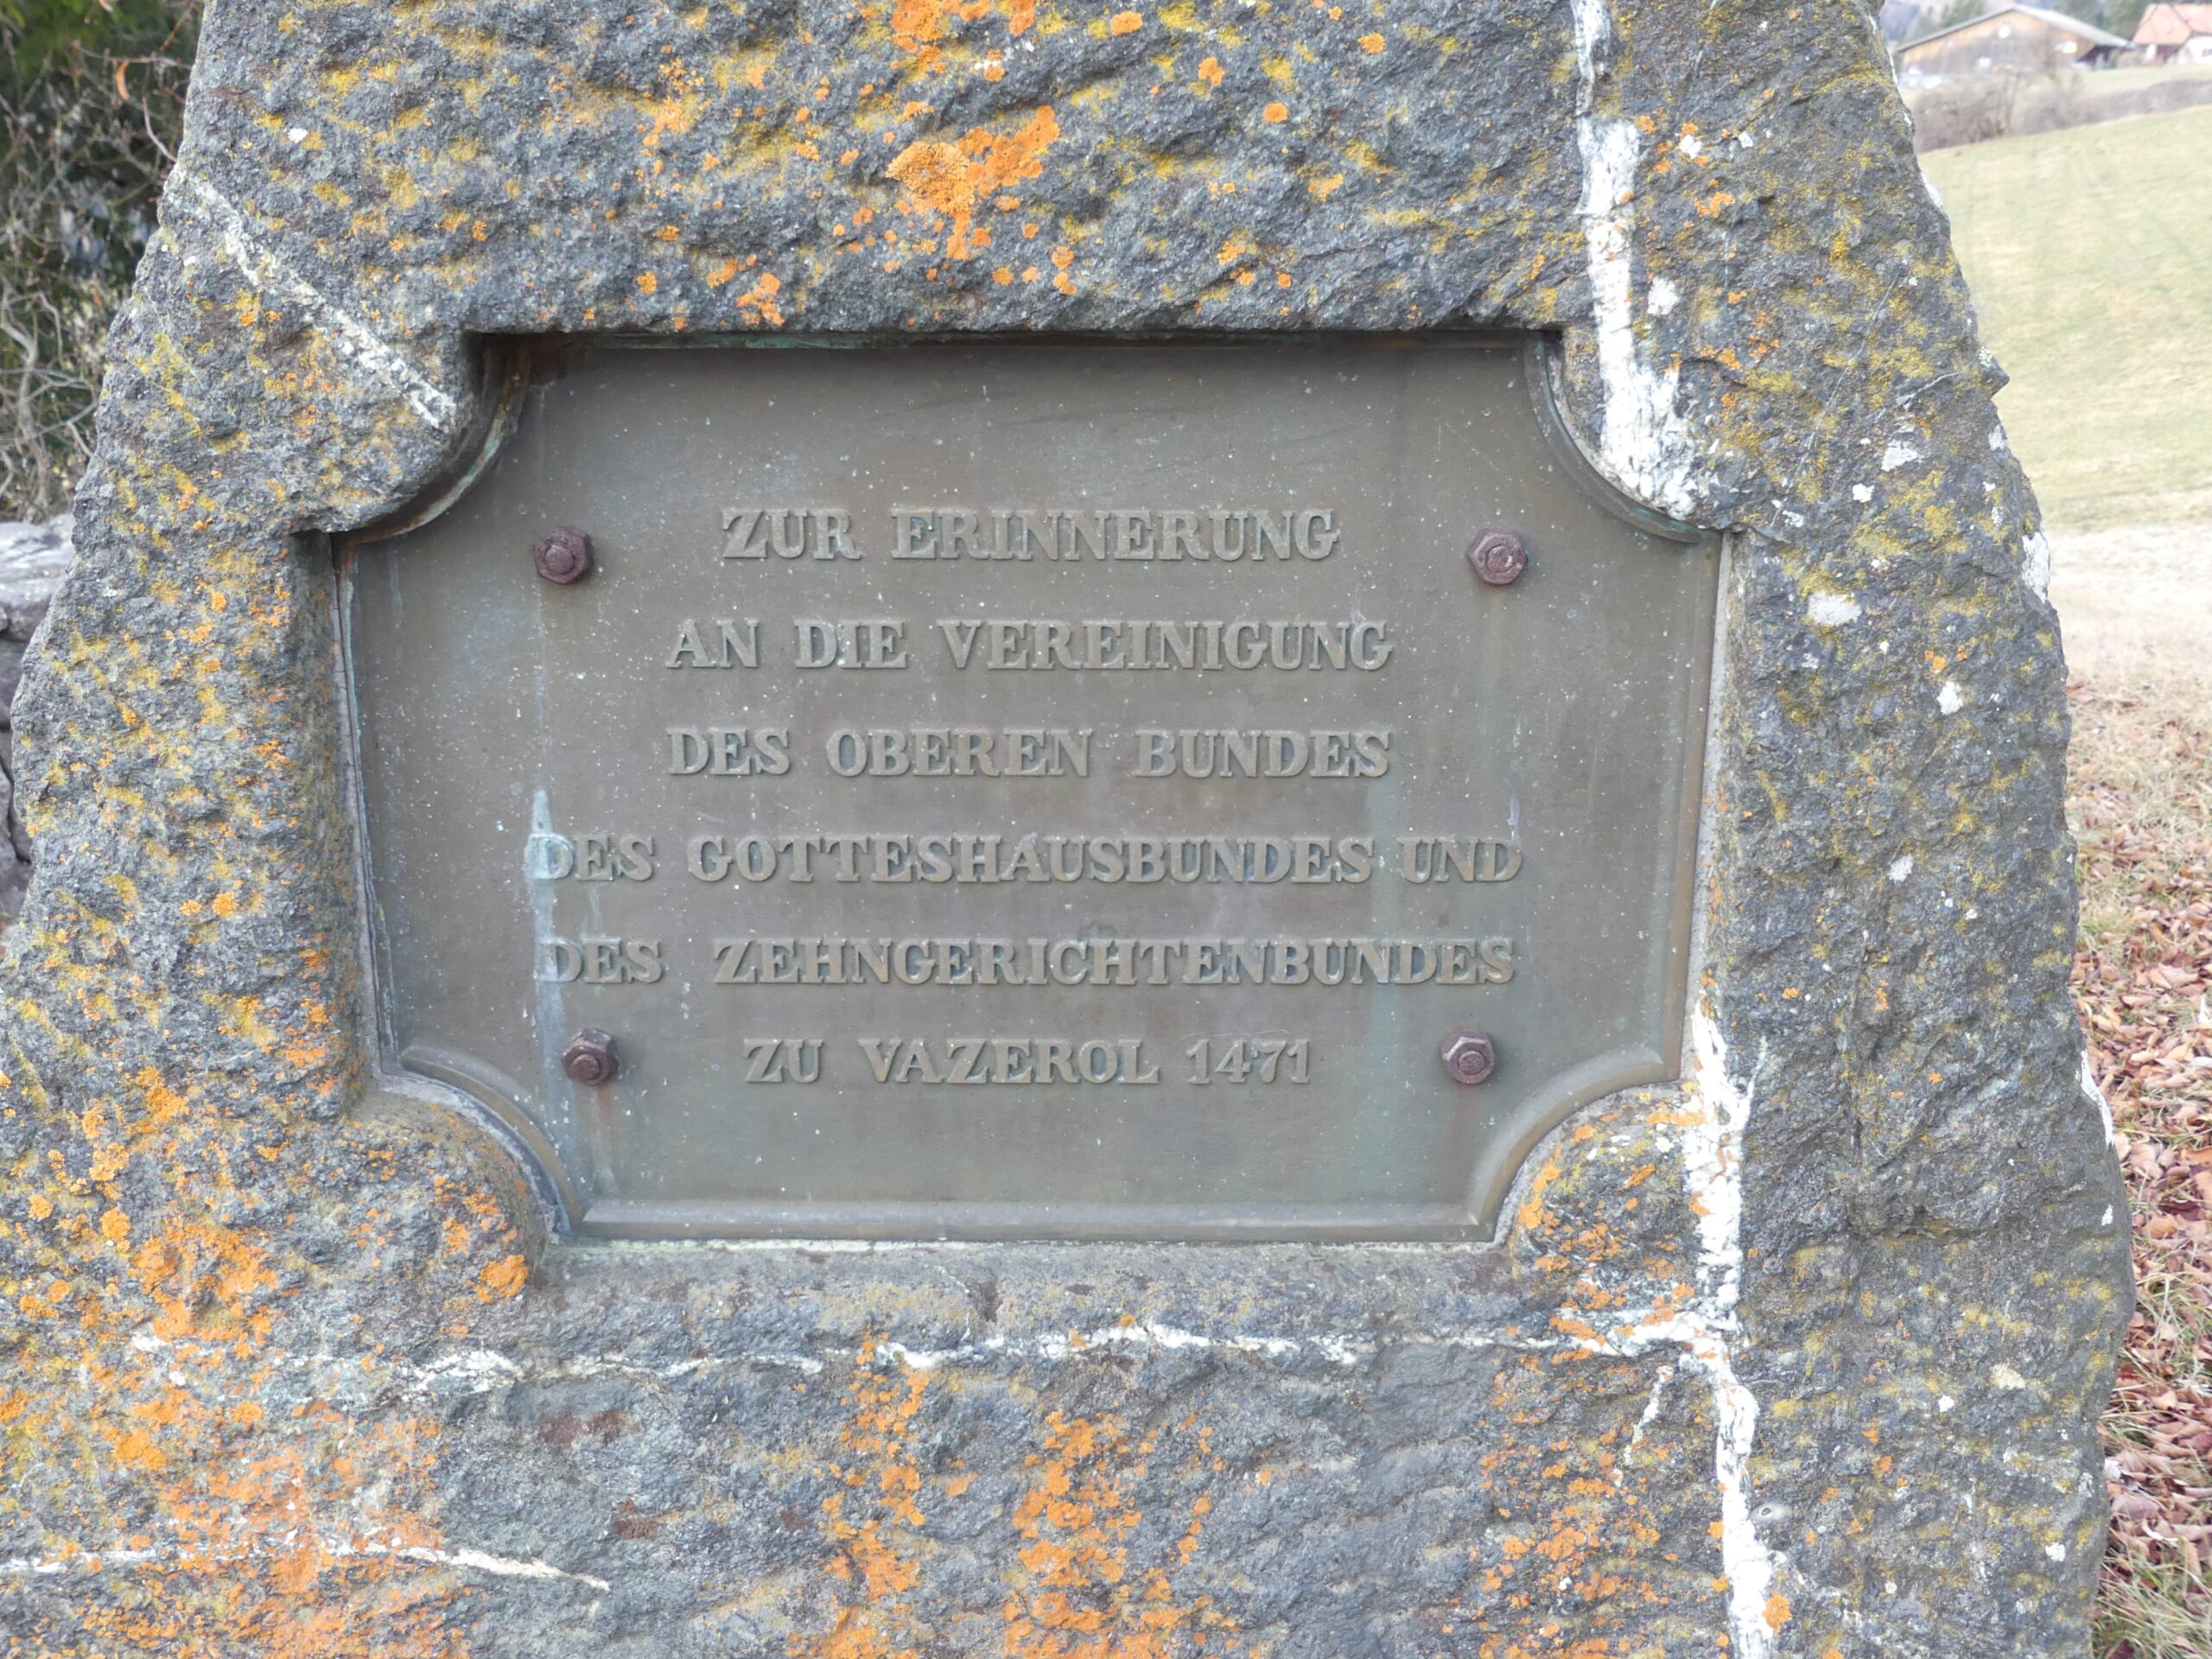 ZUR ERINNERUNG
AN DIE VEREINIGUNG
DES OBEREN BUNDES
DES GOTTESHAUSBUNDES UND
DES ZEHNGERICHTENBUNDES
ZU VAZEROL 1471